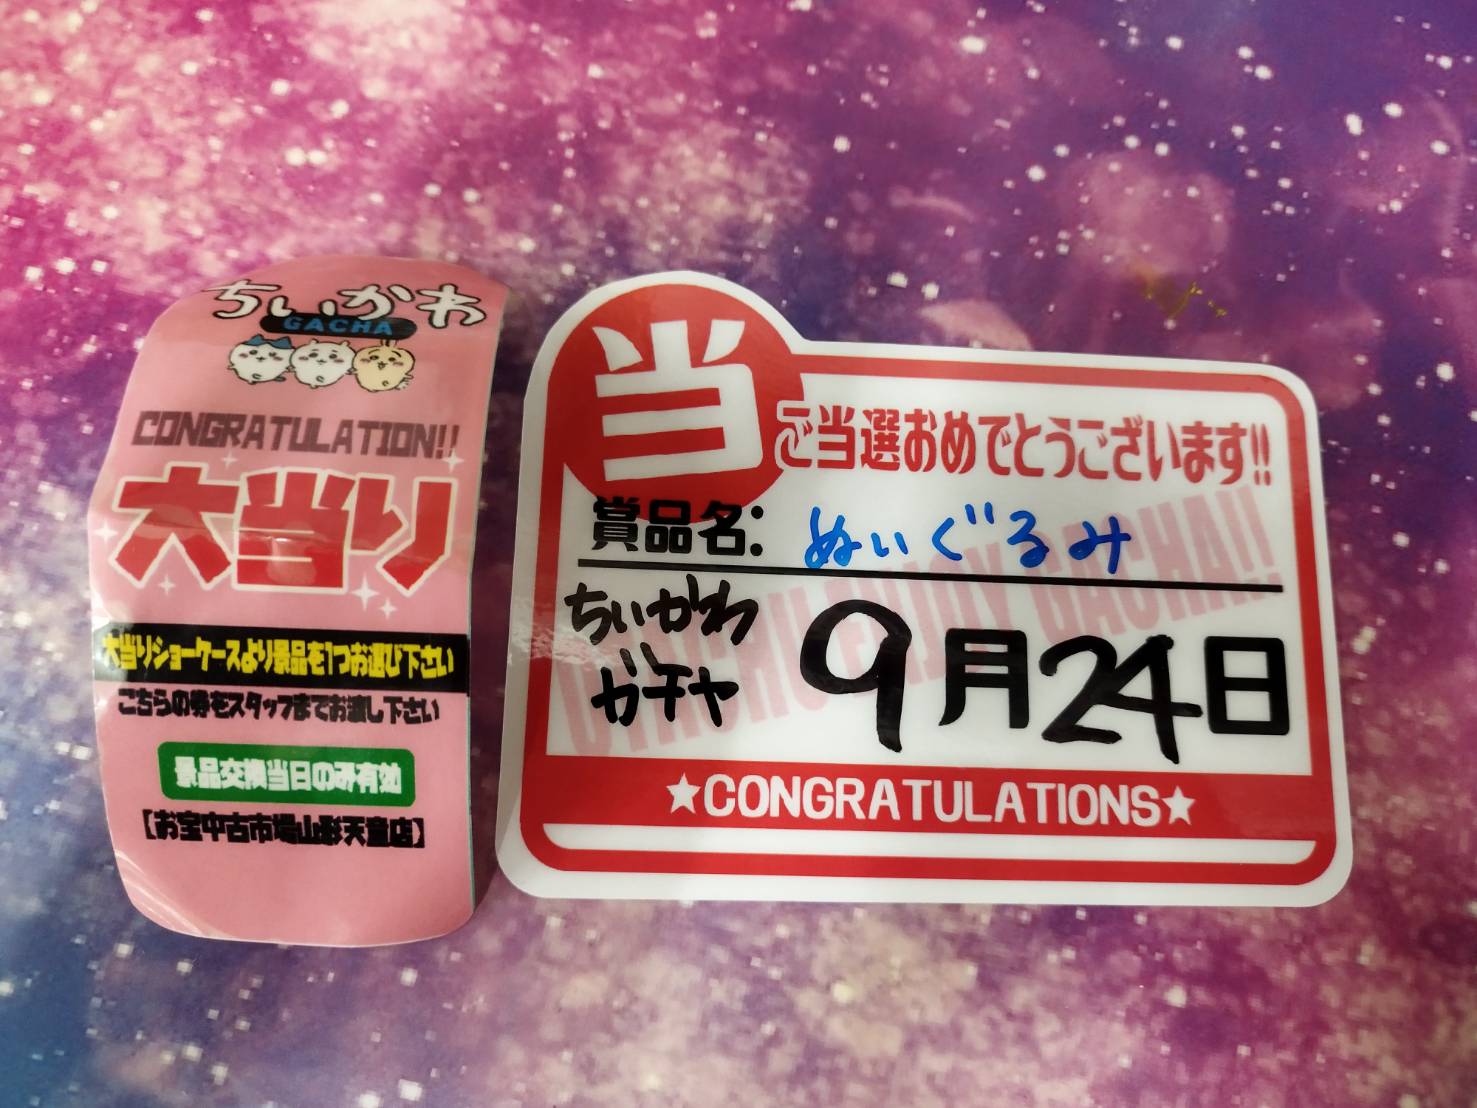 ちいかわ
GACHA
CONGRATULATION!!
大当り
大当りショーケースより景品を1つお選び下さい
こちらの券をスタッフまでお渡し下さい
景品交換当日のみ有効
【お宝中古市場山形天童店】
当
ご当選おめでとうございます!!
賞品名:ぬいぐるみ
ちいかわ
ガチャ
9月24日
GYACHU ENJOY GACHA!!
★CONGRATULATIONS★